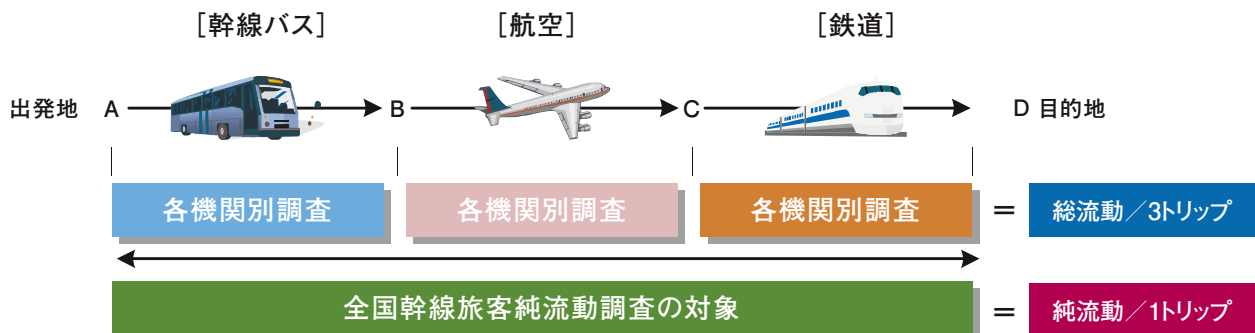 [幹線バス] [航空] [鉄道]
出発地 A B C D 目的地
各機関別調査 各機関別調査 各機関別調査 = 総流動/3トリップ
全国幹線旅客純流動調査の対象 = 純流動/1トリップ